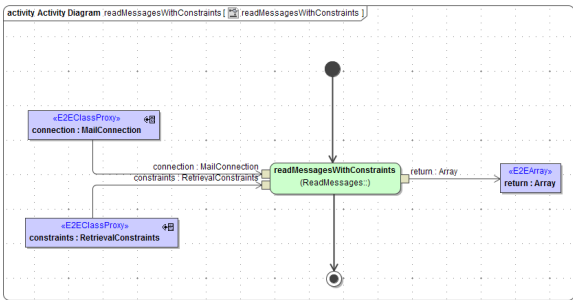 activity Activity Diagram readMessagesWithConstraints [ readMessagesWithConstraints ]
«E2EClassProxy»
connection : MailConnection
connection : MailConnection
constraints : RetrievalConstraints
readMessagesWithConstraints
(ReadMessages::)
return : Array
«E2EArray»
return : Array
«E2EClassProxy»
constraints : RetrievalConstraints